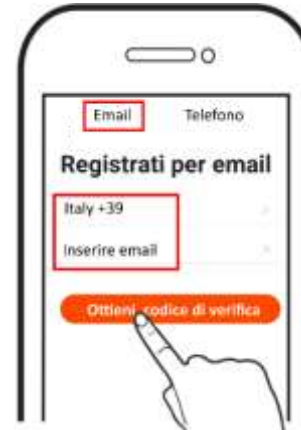 Email Telefono
Registrati per email
Italy +39
Inserire email
Ottieni codice di verifica